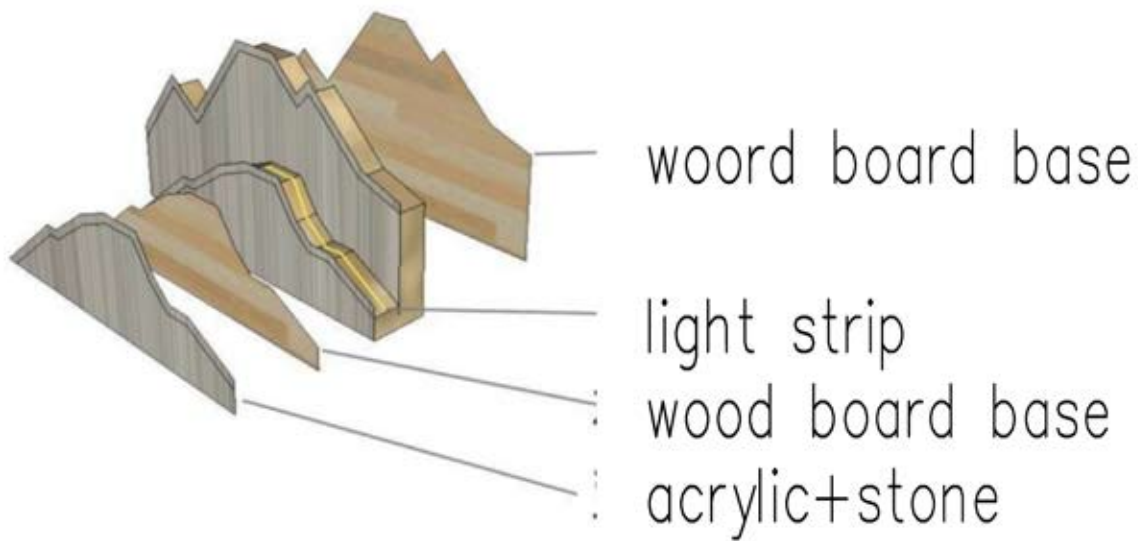 woord board base
light strip
wood board base
acrylic+stone